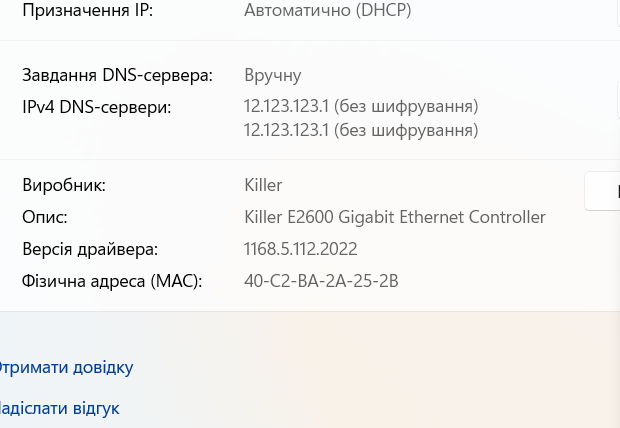 Призначення IP: Автоматично (DHCP)
Завдання DNS-сервера: Вручну
IPv4 DNS-сервери: 12.123.123.1 (без шифрування)
12.123.123.1 (без шифрування)
Виробник: Killer
Опис: Killer E2600 Gigabit Ethernet Controller
Версія драйвера: 1168.5.112.2022
Фізична адреса (MAC): 40-C2-BA-2A-25-2B
Отримати довідку
Надіслати відгук